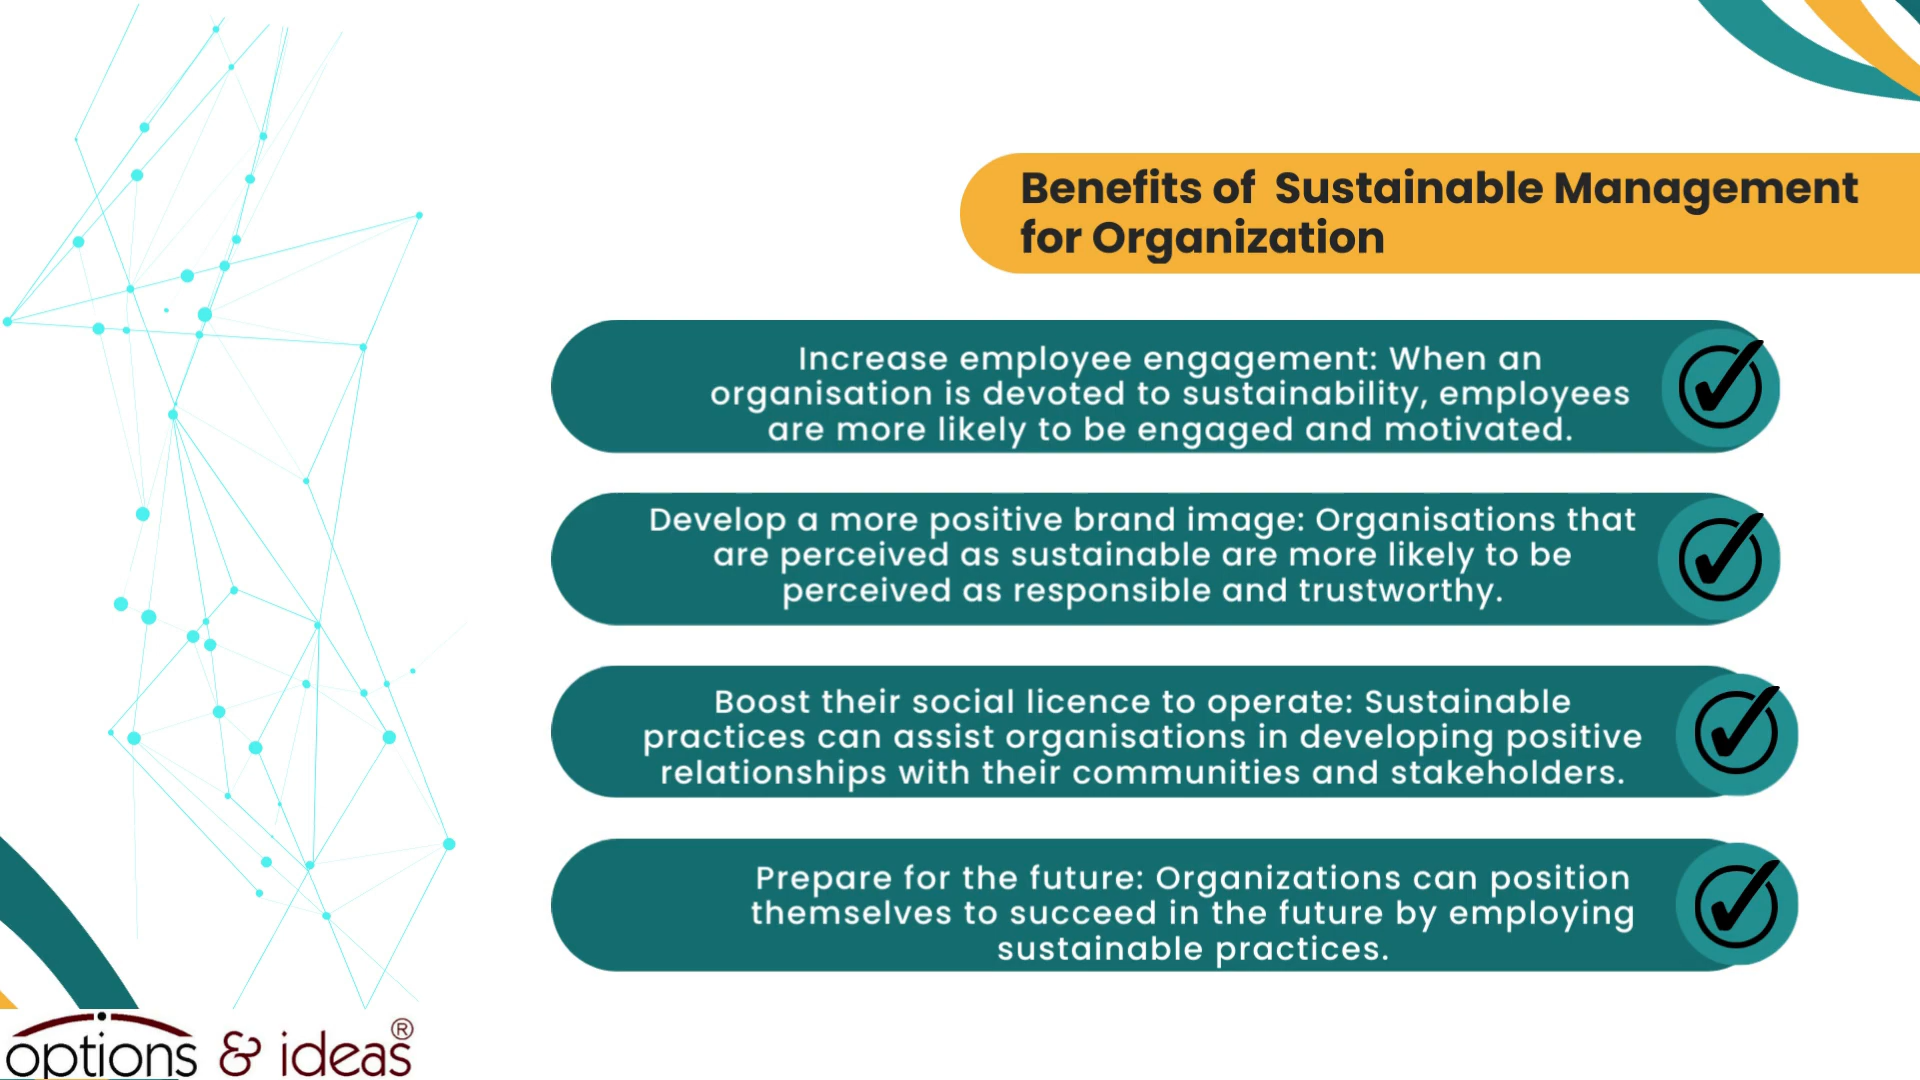 Benefits of  Sustainable Management
for Organization
Increase employee engagement: When an
organisation is devoted to sustainability, employees
are more likely to be engaged and motivated.
Develop a more positive brand image: Organisations that
are perceived as sustainable are more likely to be
perceived as responsible and trustworthy.
Boost their social licence to operate: Sustainable
practices can assist organisations in developing positive
relationships with their communities and stakeholders.
Prepare for the future: Organizations can position
themselves to succeed in the future by employing
sustainable practices.
options & ideas®